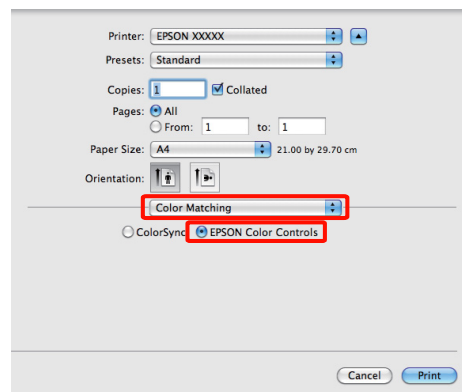 Printer: EPSON XXXXX
Presets: Standard
Copies: 1 Collated
Pages: All
From: 1 to: 1
Paper Size: A4 21.00 by 29.70 cm
Orientation:
Color Matching
ColorSync EPSON Color Controls
Cancel Print